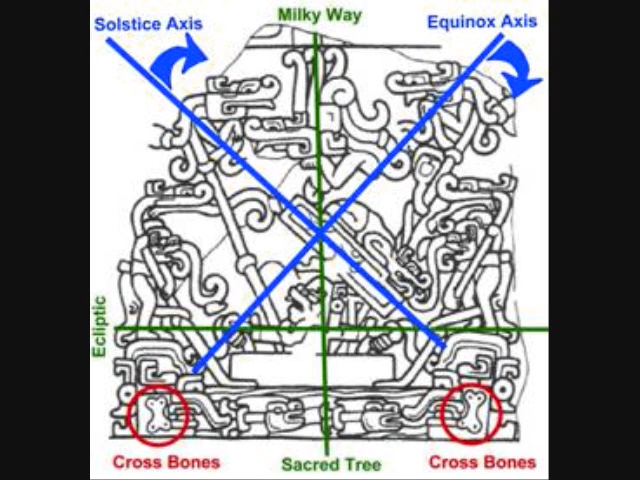 Milky Way
Solstice Axis
Equinox Axis
Ecliptic
Cross Bones
Sacred Tree
Cross Bones